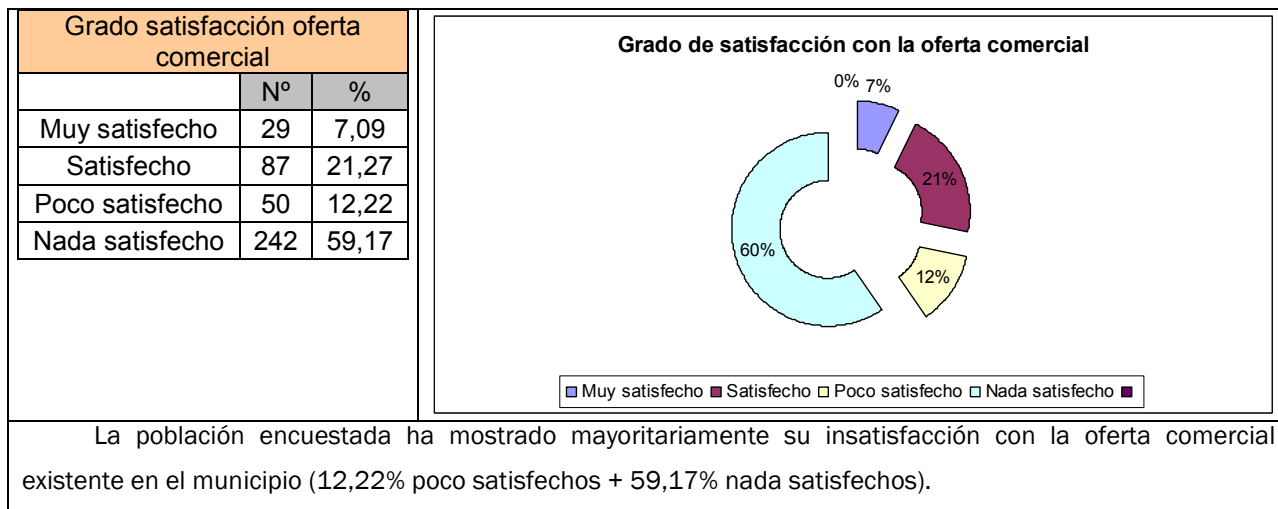 Grado satisfacción oferta
comercial
Nº %
Muy satisfecho 29 7,09
Satisfecho 87 21,27
Poco satisfecho 50 12,22
Nada satisfecho 242 59,17
Grado de satisfacción con la oferta comercial
0% 7%
21%
60%
12%
Muy satisfecho Satisfecho Poco satisfecho Nada satisfecho
La población encuestada ha mostrado mayoritariamente su insatisfacción con la oferta comercial
existente en el municipio (12,22% poco satisfechos + 59,17% nada satisfechos).